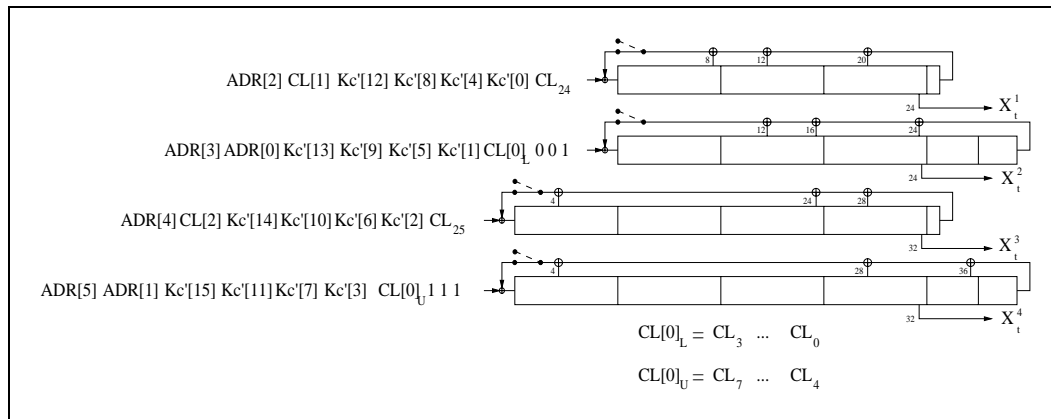 8 12 20
ADR[2] CL[1] Kc'[12] Kc'[8] Kc'[4] Kc'[0] CL₂₄
24 X¹ₜ
12 16 24
ADR[3] ADR[0] Kc'[13] Kc'[9] Kc'[5] Kc'[1] CL[0]L 0 0 1
24 X²ₜ
4 24 28
ADR[4] CL[2] Kc'[14] Kc'[10] Kc'[6] Kc'[2] CL₂₅
32 X³ₜ
4 28 36
ADR[5] ADR[1] Kc'[15] Kc'[11] Kc'[7] Kc'[3] CL[0]U 1 1 1
32 X⁴ₜ
CL[0]L = CL₃ ... CL₀
CL[0]U = CL₇ ... CL₄